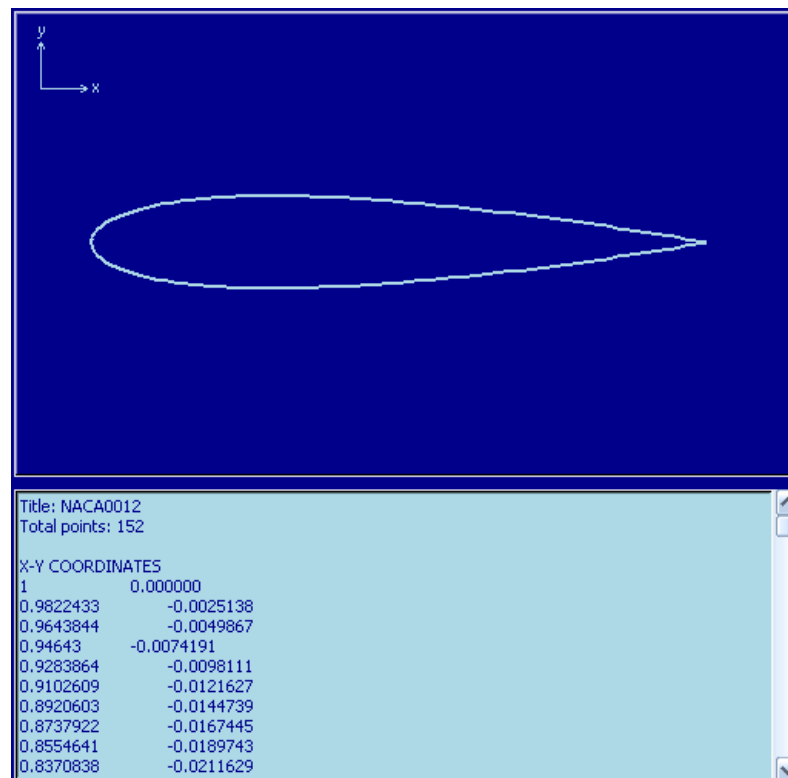 y
x
Title: NACA0012
Total points: 152
X-Y COORDINATES
1 0.000000
0.9822433 -0.0025138
0.9643844 -0.0049867
0.94643 -0.0074191
0.9283864 -0.0098111
0.9102609 -0.0121627
0.8920603 -0.0144739
0.8737922 -0.0167445
0.8554641 -0.0189743
0.8370838 -0.0211629